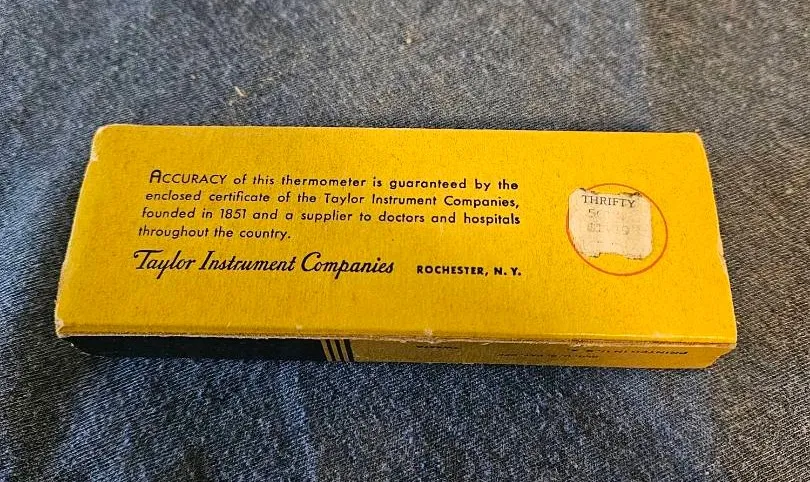 ACCURACY of this thermometer is guaranteed by the
enclosed certificate of the Taylor Instrument Companies,
founded in 1851 and a supplier to doctors and hospitals
throughout the country.
Taylor Instrument Companies ROCHESTER, N. Y.
THRIFTY